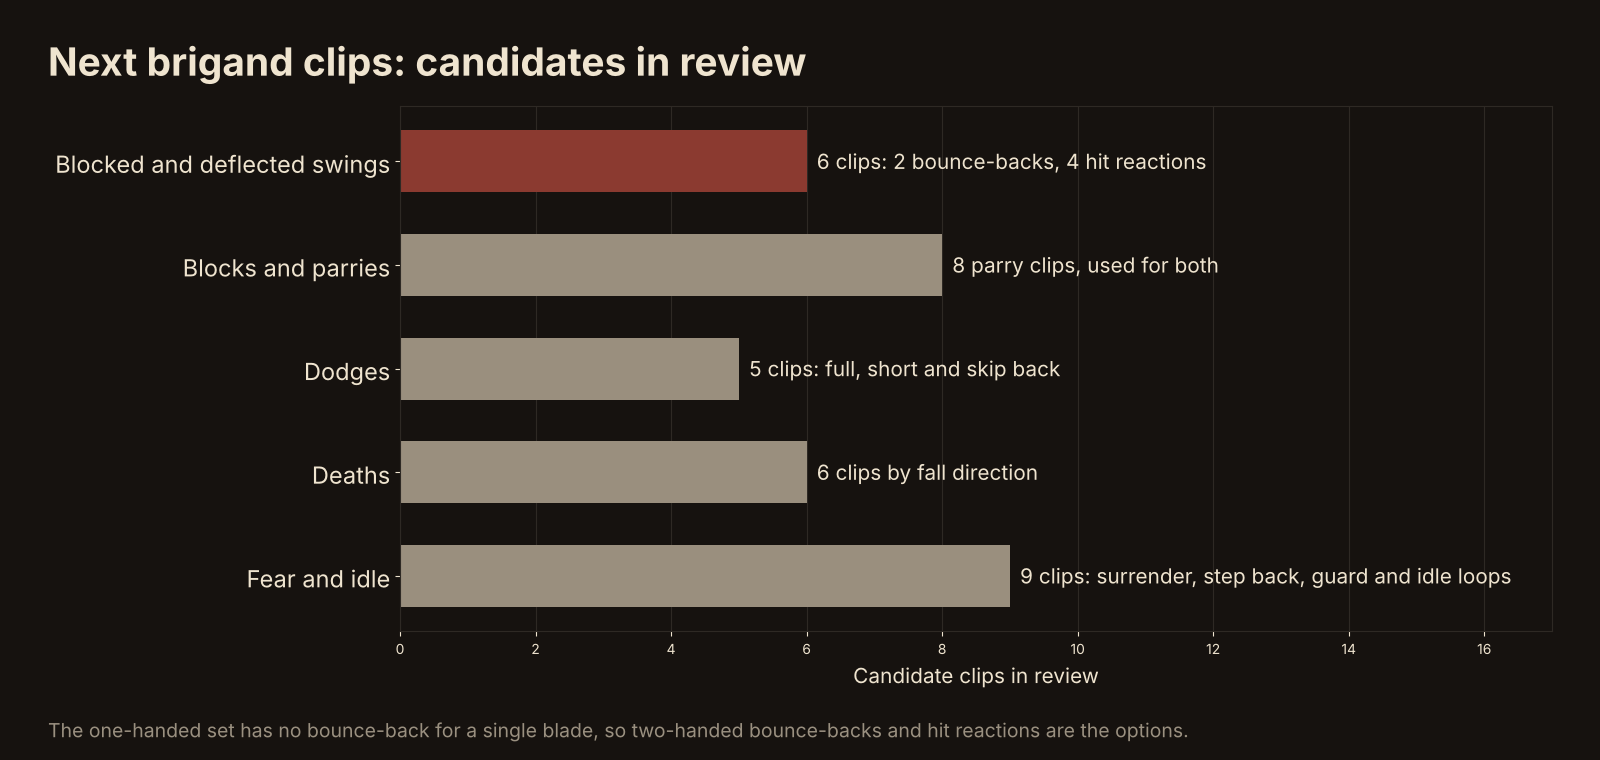 Next brigand clips: candidates in review
Blocked and deflected swings
6 clips: 2 bounce-backs, 4 hit reactions
Blocks and parries
8 parry clips, used for both
Dodges
5 clips: full, short and skip back
Deaths
6 clips by fall direction
Fear and idle
9 clips: surrender, step back, guard and idle loops
0 2 4 6 8 10 12 14 16
Candidate clips in review
The one-handed set has no bounce-back for a single blade, so two-handed bounce-backs and hit reactions are the options.